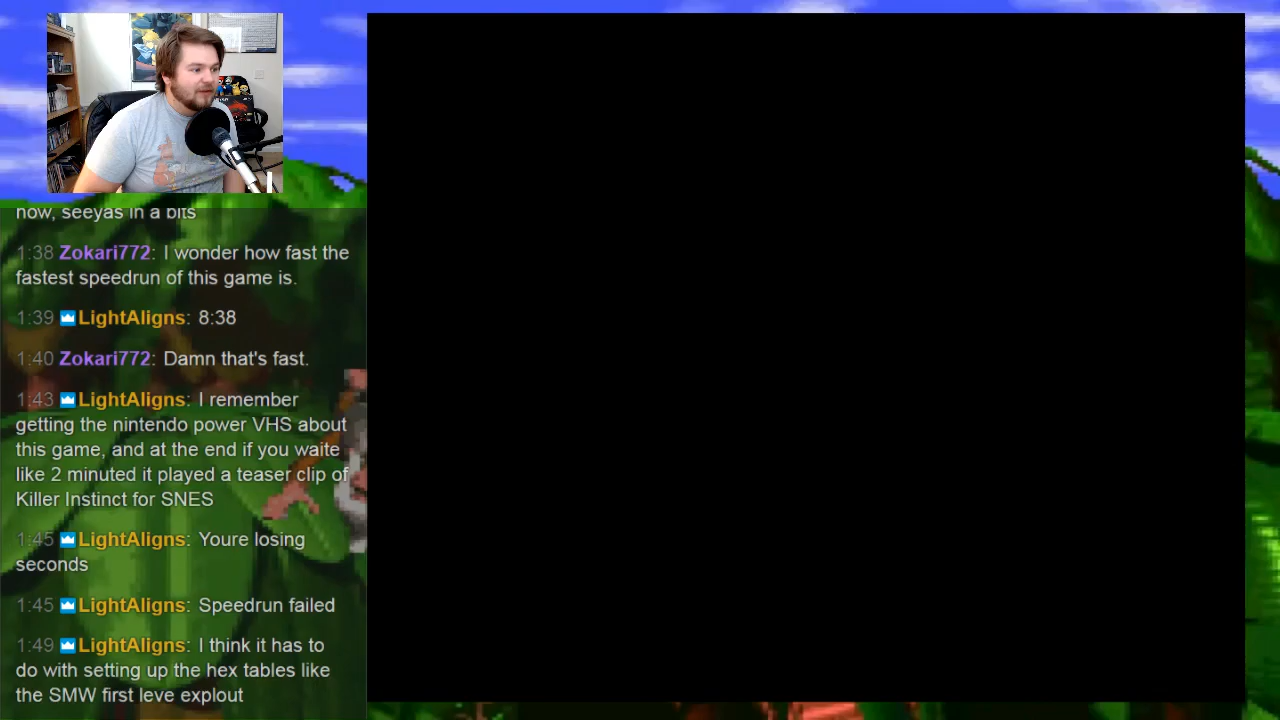 now, seeyas in a bits
1:38 Zokari772: I wonder how fast the
fastest speedrun of this game is.
1:39 LightAligns: 8:38
1:40 Zokari772: Damn that's fast.
1:43 LightAligns: I remember
getting the nintendo power VHS about
this game, and at the end if you waite
like 2 minuted it played a teaser clip of
Killer Instinct for SNES
1:45 LightAligns: Youre losing
seconds
1:45 LightAligns: Speedrun failed
1:49 LightAligns: I think it has to
do with setting up the hex tables like
the SMW first leve explout